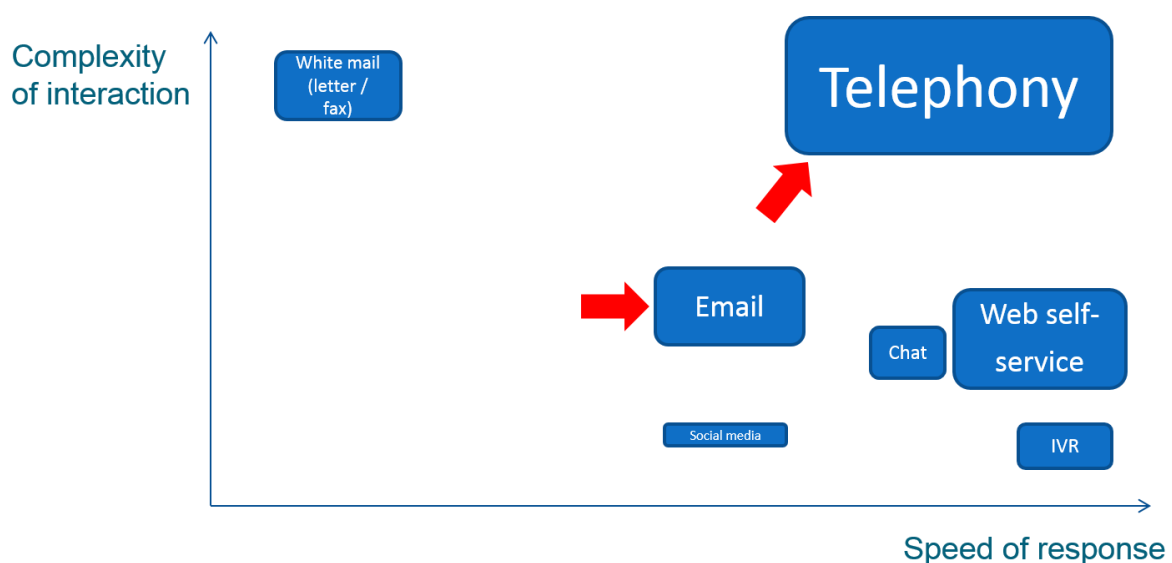 Complexity
of interaction
White mail
(letter /
fax)
Telephony
Email
Web self-
service
Chat
Social media
IVR
Speed of response